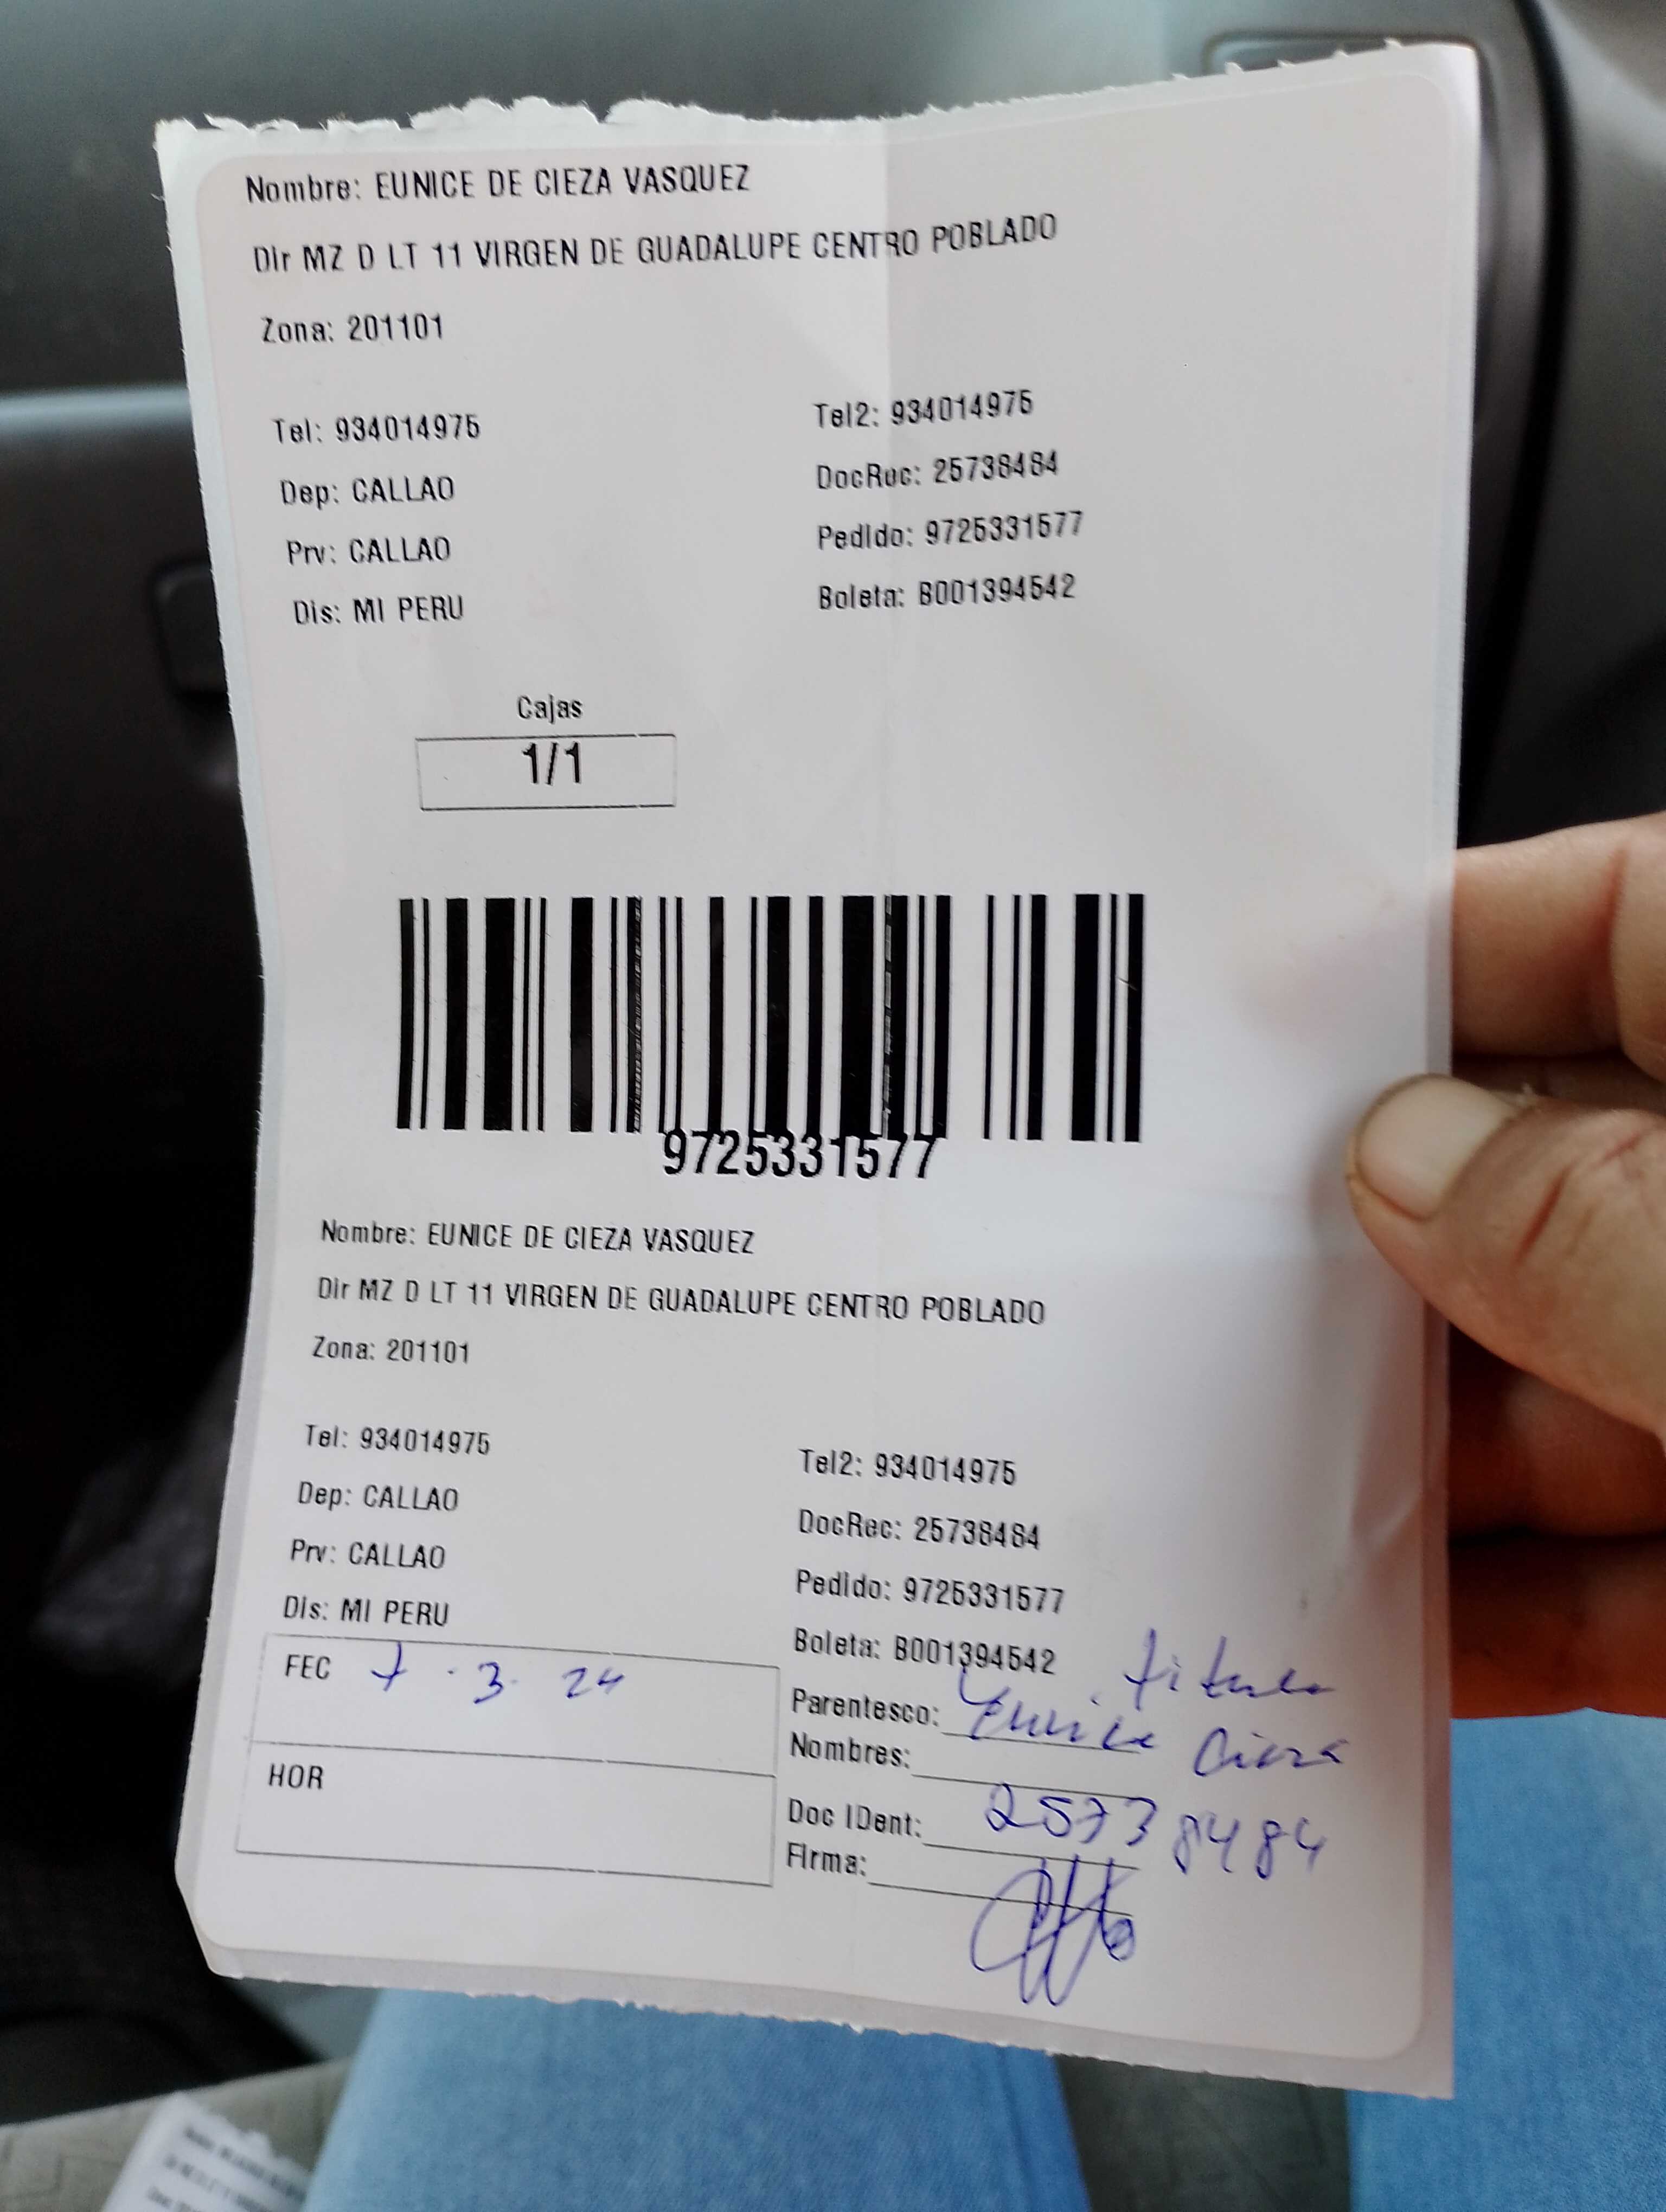 Nombre: EUNICE DE CIEZA VASQUEZ
Dir MZ D LT 11 VIRGEN DE GUADALUPE CENTRO POBLADO
Zona: 201101
Tel: 934014975 Tel2: 934014975
Dep: CALLAO DocRec: 25738484
Prv: CALLAO Pedido: 9725331577
Dis: MI PERU Boleta: B001394542
Cajas
1/1
9725331577
Nombre: EUNICE DE CIEZA VASQUEZ
Dir MZ D LT 11 VIRGEN DE GUADALUPE CENTRO POBLADO
Zona: 201101
Tel: 934014975 Tel2: 934014975
Dep: CALLAO DocRec: 25738484
Prv: CALLAO Pedido: 9725331577
Dis: MI PERU Boleta: B001394542
FEC 7 . 3. 24
HOR
Parentesco:
Nombres: Eunice Cieza
Doc IDent: 25738484
Firma: